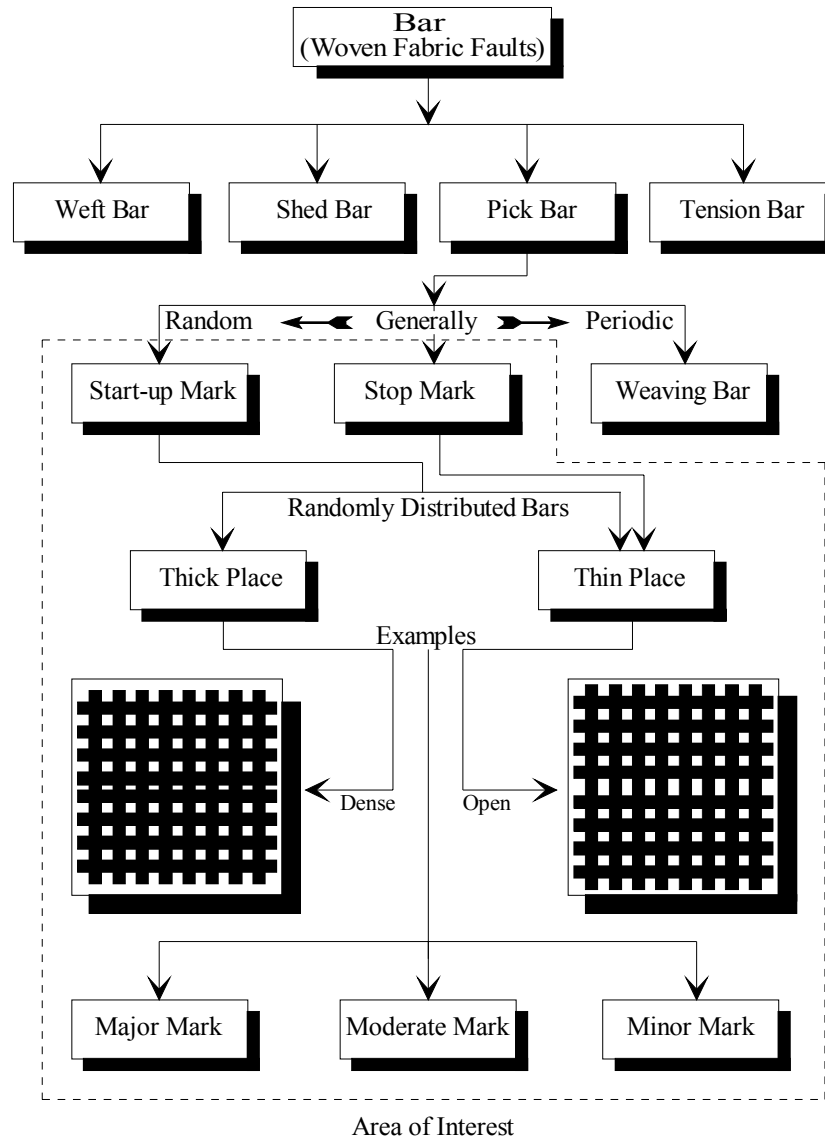 Bar
(Woven Fabric Faults)
Weft Bar
Shed Bar
Pick Bar
Tension Bar
Random
Generally
Periodic
Start-up Mark
Stop Mark
Weaving Bar
Randomly Distributed Bars
Thick Place
Thin Place
Examples
Dense
Open
Major Mark
Moderate Mark
Minor Mark
Area of Interest